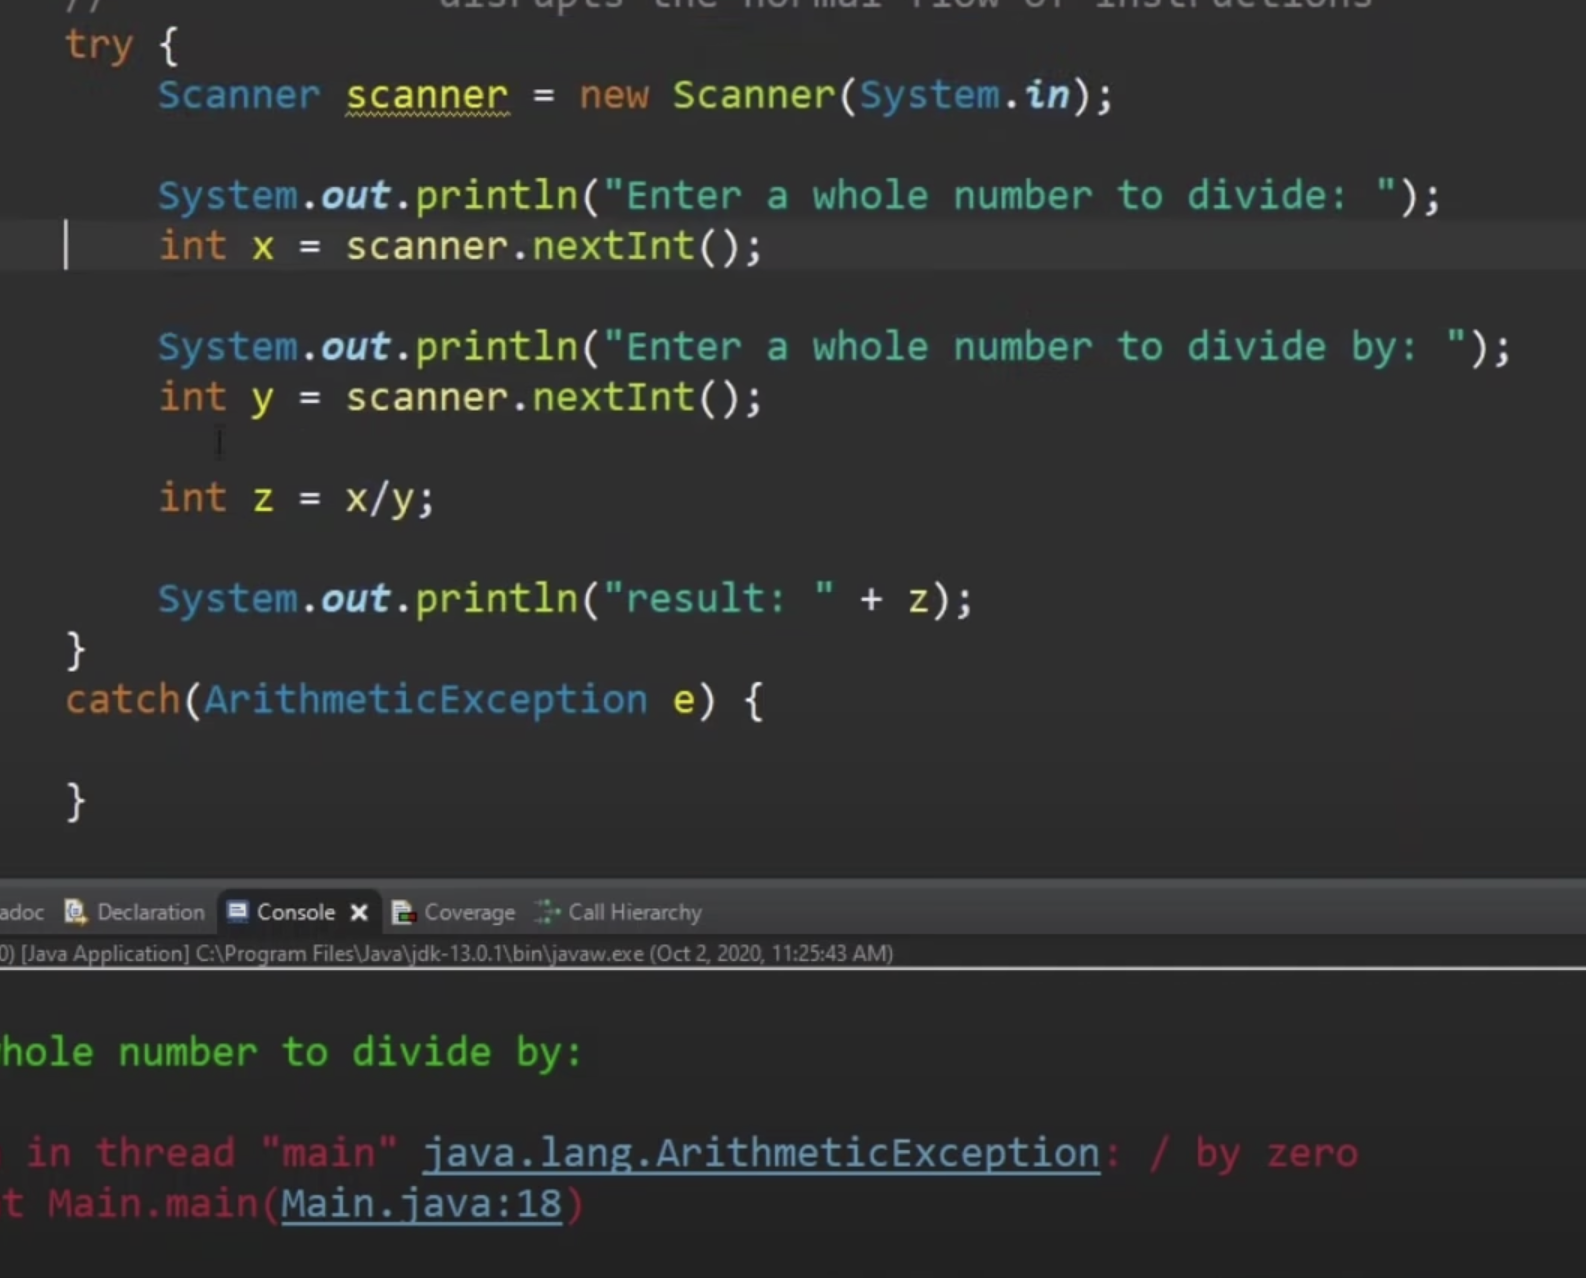 // disrupts the normal flow of instructions
try {
Scanner scanner = new Scanner(System.in);
System.out.println("Enter a whole number to divide: ");
int x = scanner.nextInt();
System.out.println("Enter a whole number to divide by: ");
int y = scanner.nextInt();
int z = x/y;
System.out.println("result: " + z);
}
catch(ArithmeticException e) {
}
adoc Declaration Console Coverage Call Hierarchy
0) [Java Application] C:\Program Files\Java\jdk-13.0.1\bin\javaw.exe (Oct 2, 2020, 11:25:43 AM)
hole number to divide by:
in thread "main" java.lang.ArithmeticException: / by zero
t Main.main(Main.java:18)